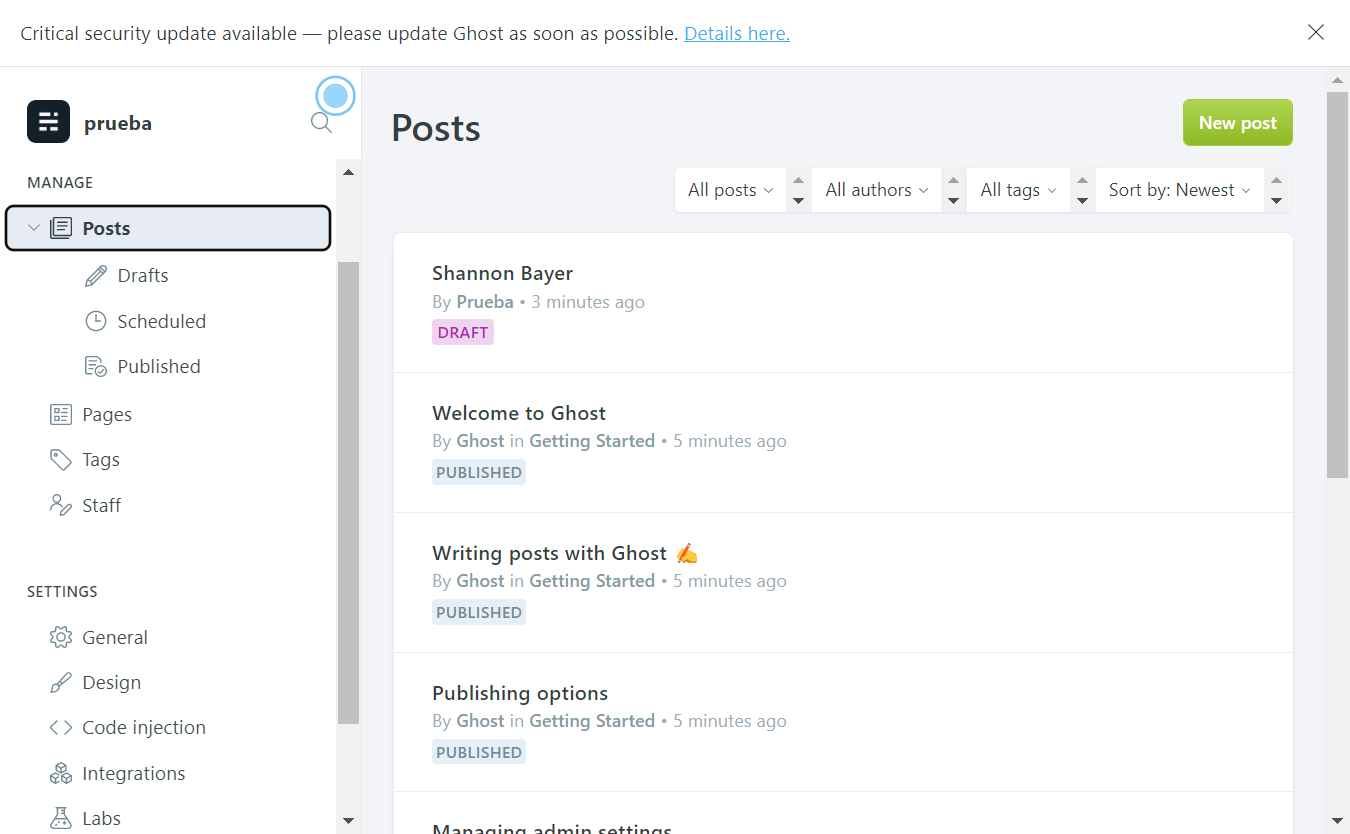 Critical security update available — please update Ghost as soon as possible. Details here.
prueba
MANAGE
Posts
Drafts
Scheduled
Published
Pages
Tags
Staff
SETTINGS
General
Design
Code injection
Integrations
Labs
Posts
New post
All posts
All authors
All tags
Sort by: Newest
Shannon Bayer
By Prueba • 3 minutes ago
DRAFT
Welcome to Ghost
By Ghost in Getting Started • 5 minutes ago
PUBLISHED
Writing posts with Ghost ✍️
By Ghost in Getting Started • 5 minutes ago
PUBLISHED
Publishing options
By Ghost in Getting Started • 5 minutes ago
PUBLISHED
Managing admin settings